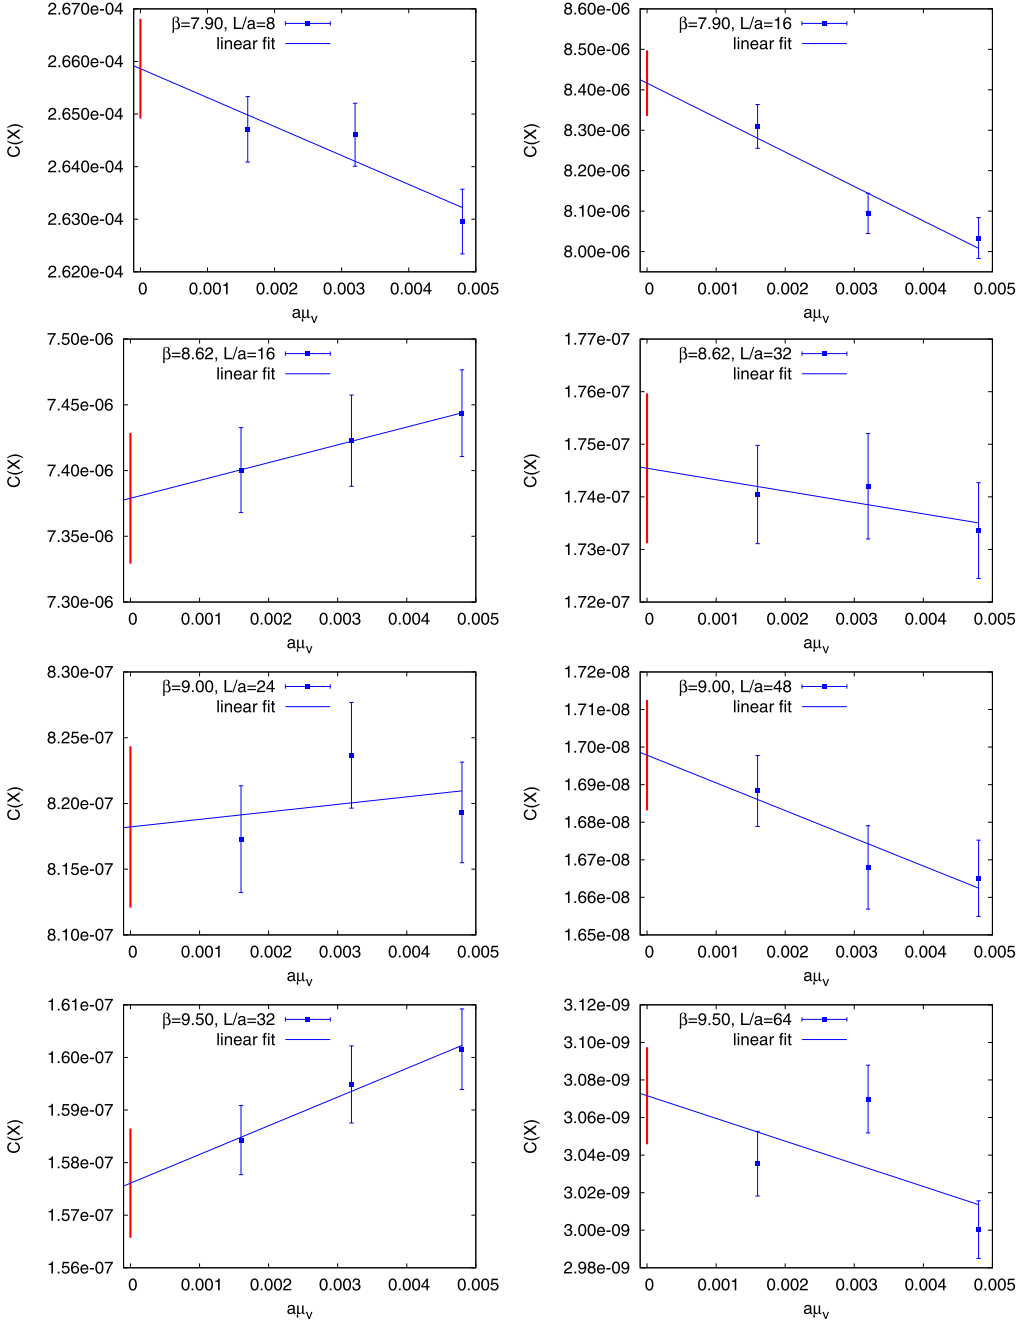 β=7.90, L/a=8
linear fit
2.670e-04
2.660e-04
2.650e-04
2.640e-04
2.630e-04
2.620e-04
C(X)
0 0.001 0.002 0.003 0.004 0.005
aμv
β=7.90, L/a=16
linear fit
8.60e-06
8.50e-06
8.40e-06
8.30e-06
8.20e-06
8.10e-06
8.00e-06
C(X)
0 0.001 0.002 0.003 0.004 0.005
aμv
β=8.62, L/a=16
linear fit
7.50e-06
7.45e-06
7.40e-06
7.35e-06
7.30e-06
C(X)
0 0.001 0.002 0.003 0.004 0.005
aμv
β=8.62, L/a=32
linear fit
1.77e-07
1.76e-07
1.75e-07
1.74e-07
1.73e-07
1.72e-07
C(X)
0 0.001 0.002 0.003 0.004 0.005
aμv
β=9.00, L/a=24
linear fit
8.30e-07
8.25e-07
8.20e-07
8.15e-07
8.10e-07
C(X)
0 0.001 0.002 0.003 0.004 0.005
aμv
β=9.00, L/a=48
linear fit
1.72e-08
1.71e-08
1.70e-08
1.69e-08
1.68e-08
1.67e-08
1.66e-08
1.65e-08
C(X)
0 0.001 0.002 0.003 0.004 0.005
aμv
β=9.50, L/a=32
linear fit
1.61e-07
1.60e-07
1.59e-07
1.58e-07
1.57e-07
1.56e-07
C(X)
0 0.001 0.002 0.003 0.004 0.005
aμv
β=9.50, L/a=64
linear fit
3.12e-09
3.10e-09
3.08e-09
3.06e-09
3.04e-09
3.02e-09
3.00e-09
2.98e-09
C(X)
0 0.001 0.002 0.003 0.004 0.005
aμv